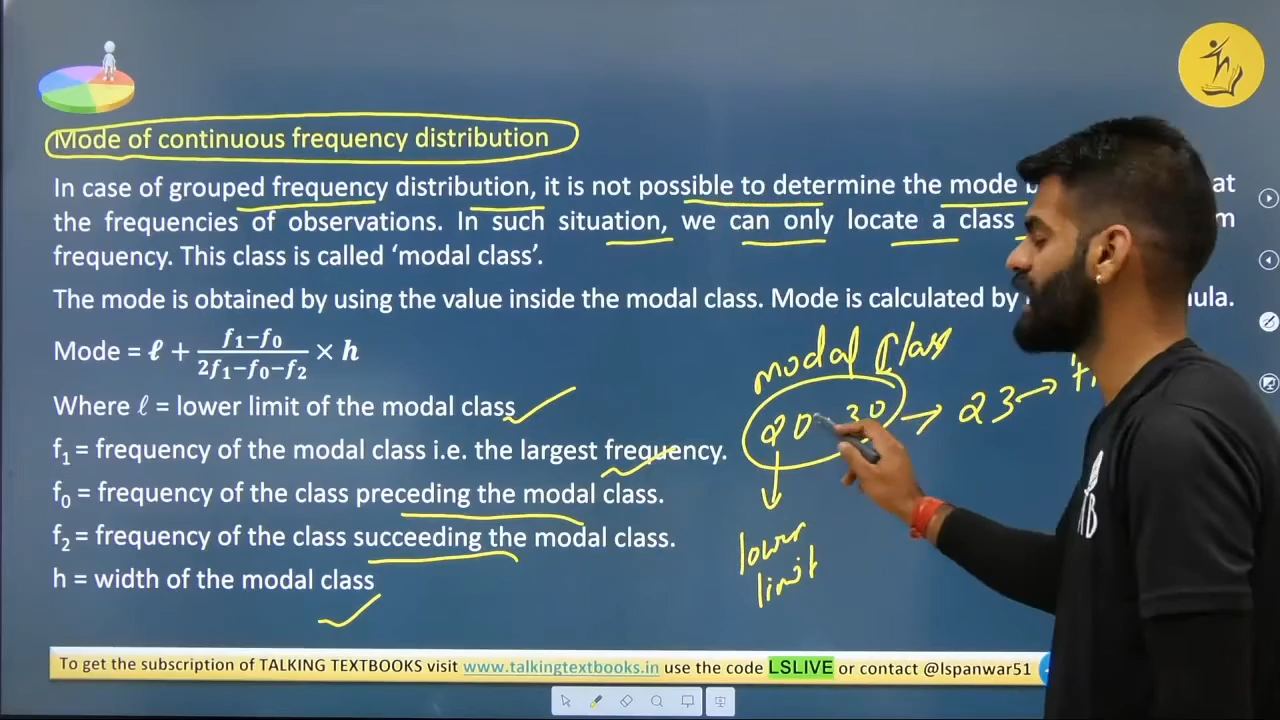 Mode of continuous frequency distribution
In case of grouped frequency distribution, it is not possible to determine the mode at
the frequencies of observations. In such situation, we can only locate a class
frequency. This class is called ‘modal class’.
The mode is obtained by using the value inside the modal class. Mode is calculated by
Mode = ℓ + \frac{f₁−f₀}{2f₁−f₀−f₂} × h
Where ℓ = lower limit of the modal class
f₁ = frequency of the modal class i.e. the largest frequency.
f₀ = frequency of the class preceding the modal class.
f₂ = frequency of the class succeeding the modal class.
h = width of the modal class
modal class
20 - 30 → 23 →
lower
limit
To get the subscription of TALKING TEXTBOOKS visit www.talkingtextbooks.in use the code LSLIVE or contact @lspanwar51